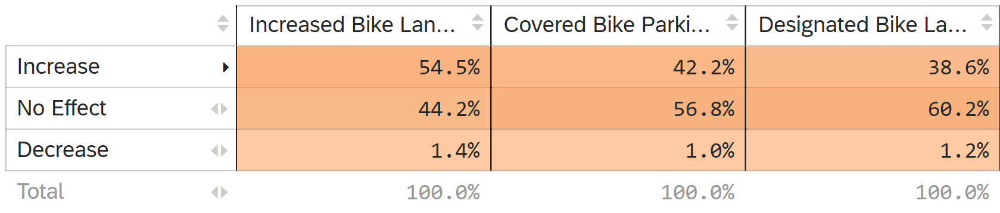 Increased Bike Lan... Covered Bike Parki... Designated Bike La...
Increase 54.5% 42.2% 38.6%
No Effect 44.2% 56.8% 60.2%
Decrease 1.4% 1.0% 1.2%
Total 100.0% 100.0% 100.0%